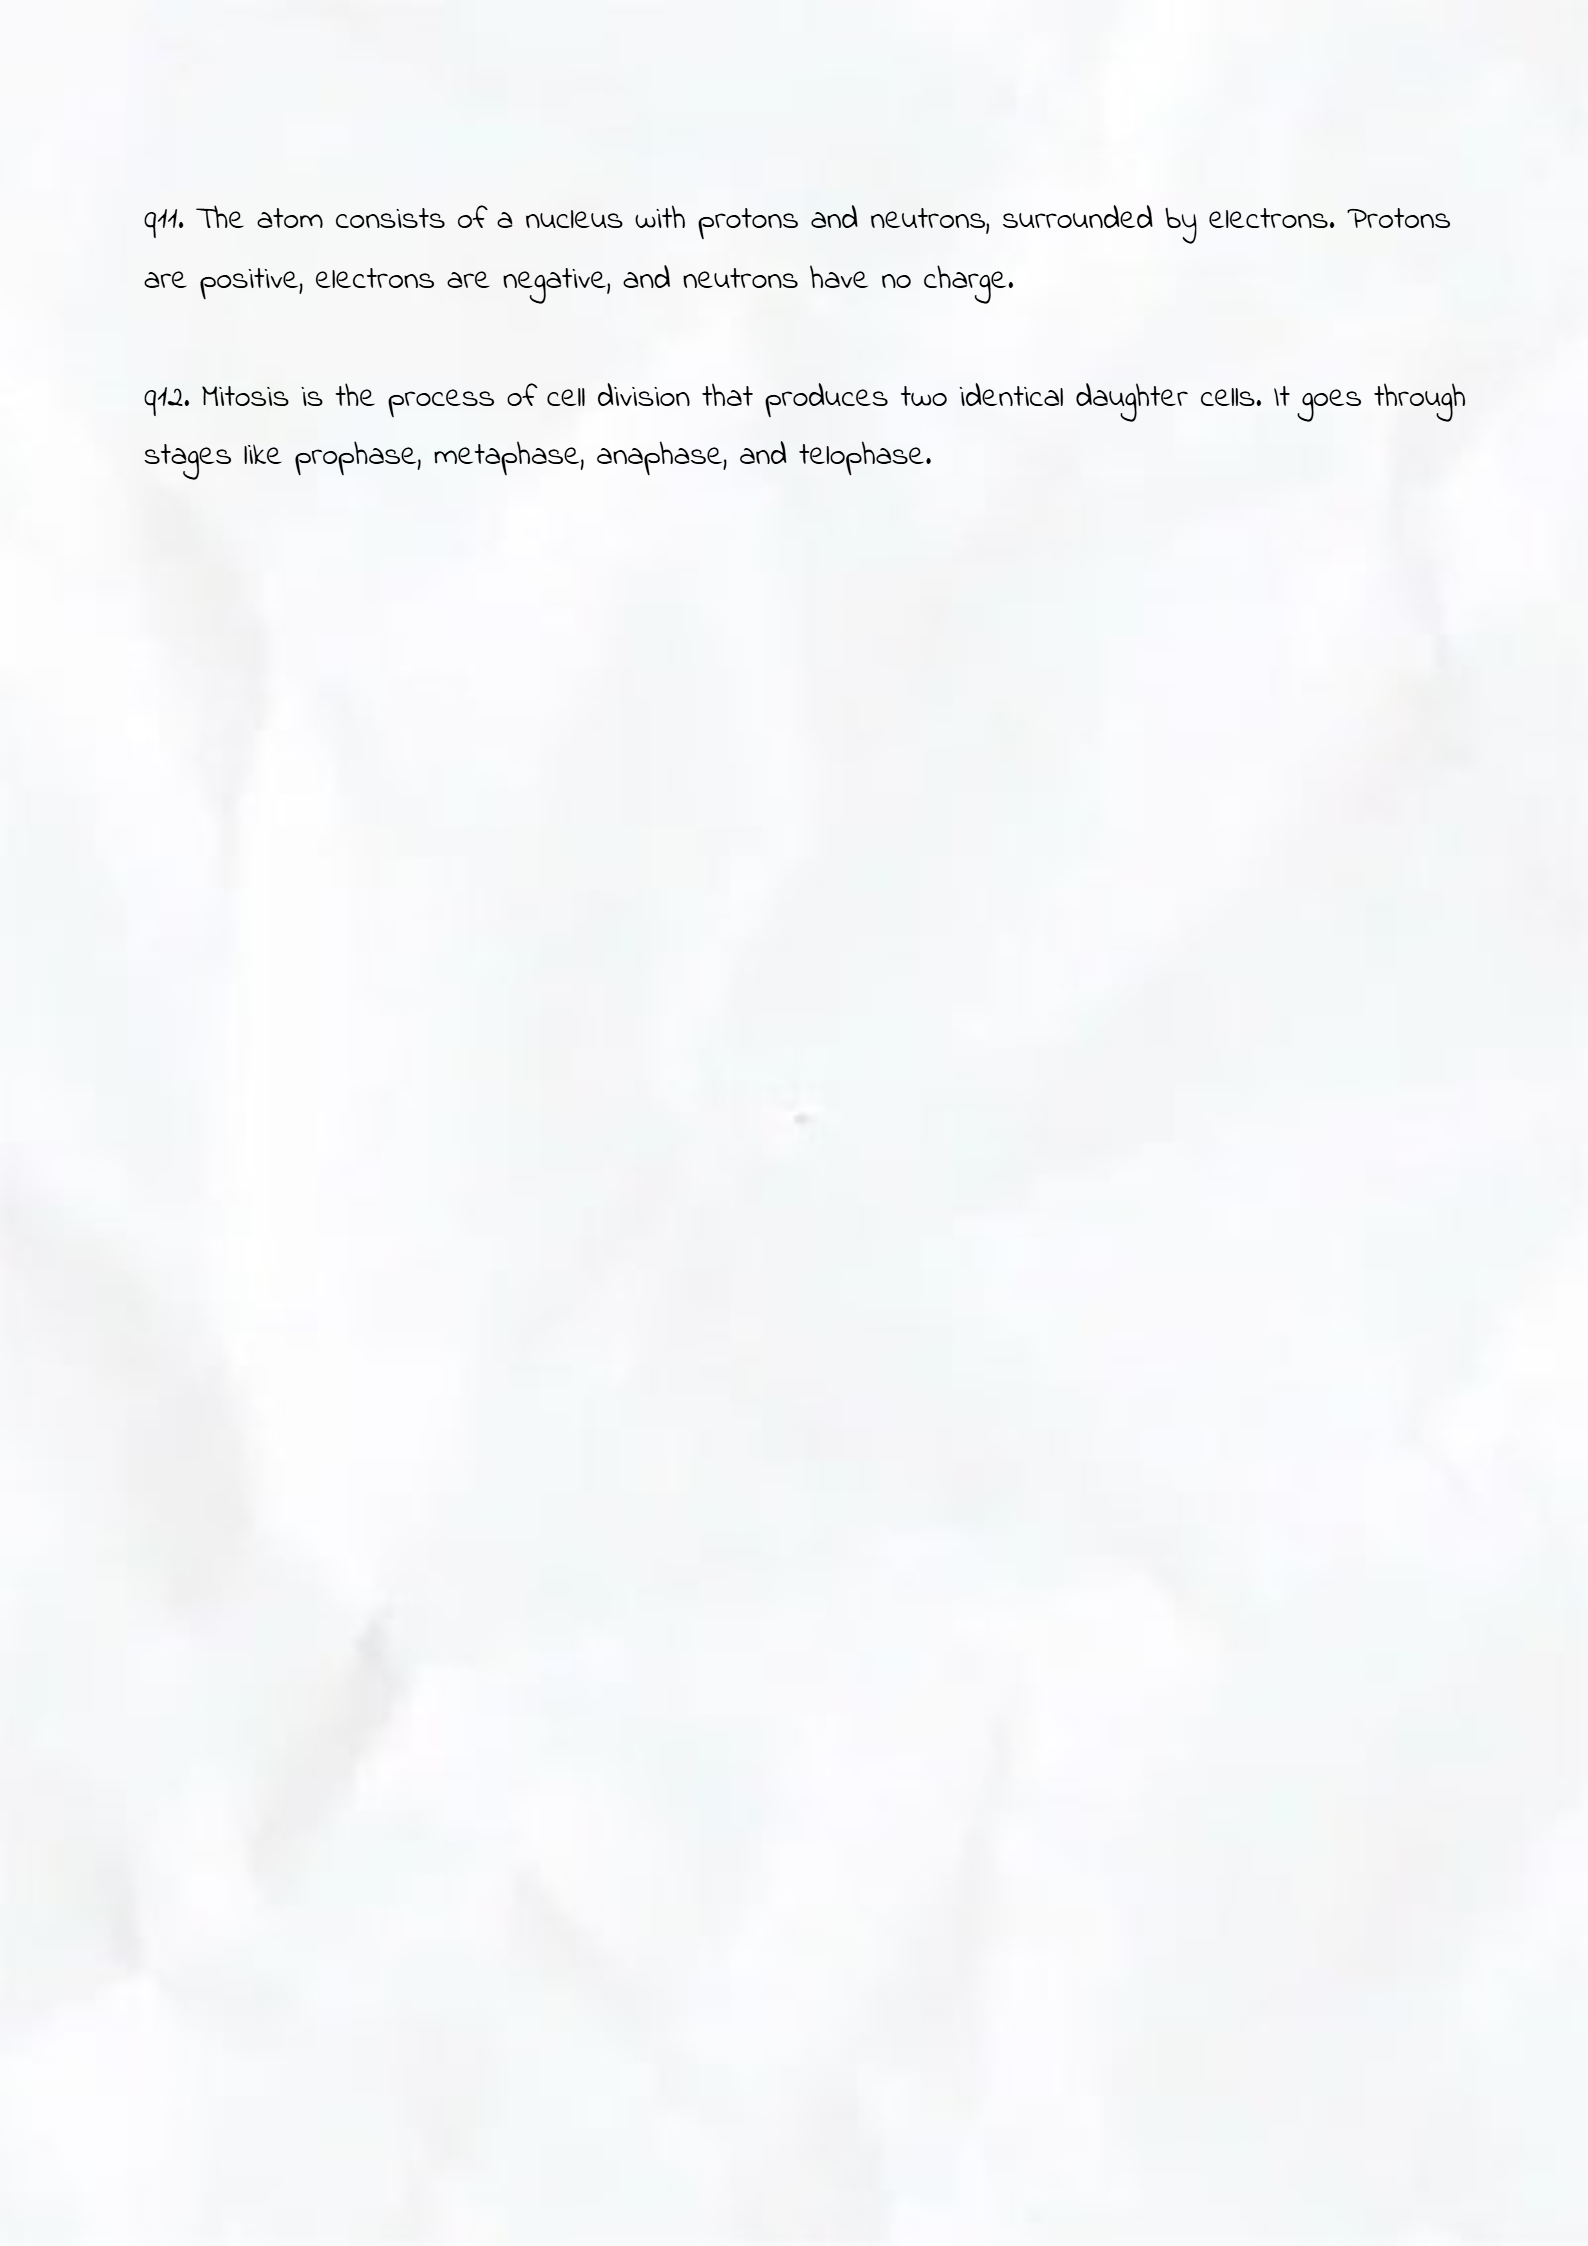 q11. The atom consists of a nucleus with protons and neutrons, surrounded by electrons. Protons
are positive, electrons are negative, and neutrons have no charge.
q12. Mitosis is the process of cell division that produces two identical daughter cells. It goes through
stages like prophase, metaphase, anaphase, and telophase.